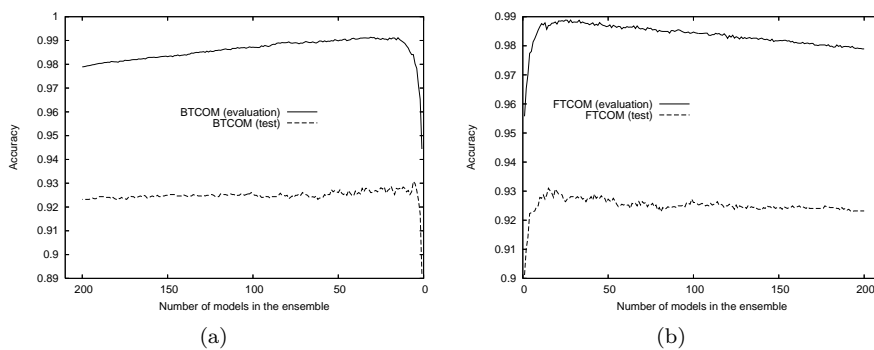 1
0.99
0.98
0.97
0.96
0.95
0.94
0.93
0.92
0.91
0.9
0.89
Accuracy
BTCOM (evaluation)
BTCOM (test)
200 150 100 50 0
Number of models in the ensemble
(a)
0.99
0.98
0.97
0.96
0.95
0.94
0.93
0.92
0.91
0.9
Accuracy
FTCOM (evaluation)
FTCOM (test)
0 50 100 150 200
Number of models in the ensemble
(b)